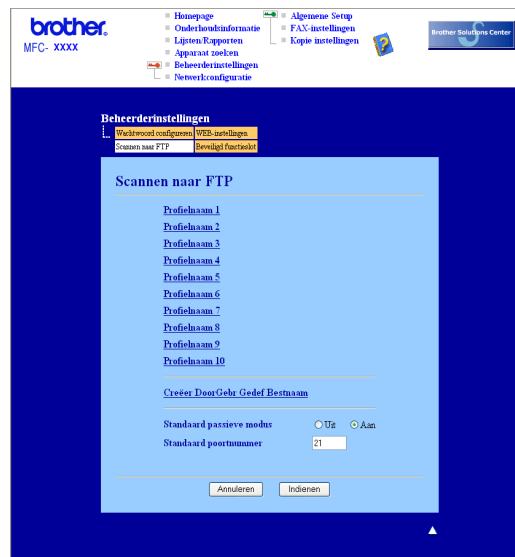 brother.
MFC- XXXX
Homepage
Onderhoudsinformatie
Lijsten/Rapporten
Apparaat zoeken
Beheerderinstellingen
Netwerkconfiguratie
Algemene Setup
FAX-instellingen
Kopie instellingen
Brother Solutions Center
Beheerderinstellingen
Wachtwoord configureren WEB-instellingen
Scannen naar FTP Beveiligd functieslot
Scannen naar FTP
Profielnaam 1
Profielnaam 2
Profielnaam 3
Profielnaam 4
Profielnaam 5
Profielnaam 6
Profielnaam 7
Profielnaam 8
Profielnaam 9
Profielnaam 10
Creëer DoorGebr Gedef Bestnaam
Standaard passieve modus Uit Aan
Standaard poortnummer 21
Annuleren Indienen